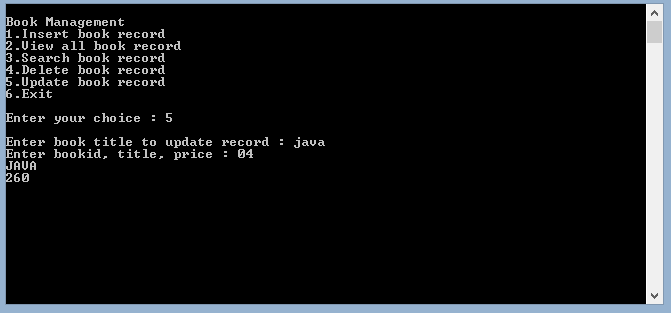 Book Management
1.Insert book record
2.View all book record
3.Search book record
4.Delete book record
5.Update book record
6.Exit
Enter your choice : 5
Enter book title to update record : java
Enter bookid, title, price : 04
JAVA
260